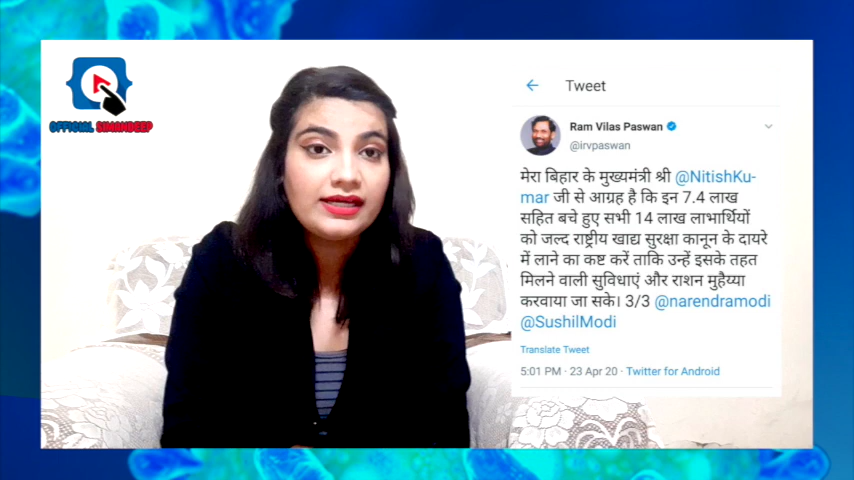 OFFICIAL SIMANDEEP
Tweet
Ram Vilas Paswan
@irvpaswan
मेरा बिहार के मुख्यमंत्री श्री @NitishKu-
mar जी से आग्रह है कि इन 7.4 लाख
सहित बचे हुए सभी 14 लाख लाभार्थियों
को जल्द राष्ट्रीय खाद्य सुरक्षा कानून के दायरे
में लाने का कष्ट करें ताकि उन्हें इसके तहत
मिलने वाली सुविधाएं और राशन मुहैय्या
करवाया जा सके। 3/3 @narendramodi
@SushilModi
Translate Tweet
5:01 PM · 23 Apr 20 · Twitter for Android